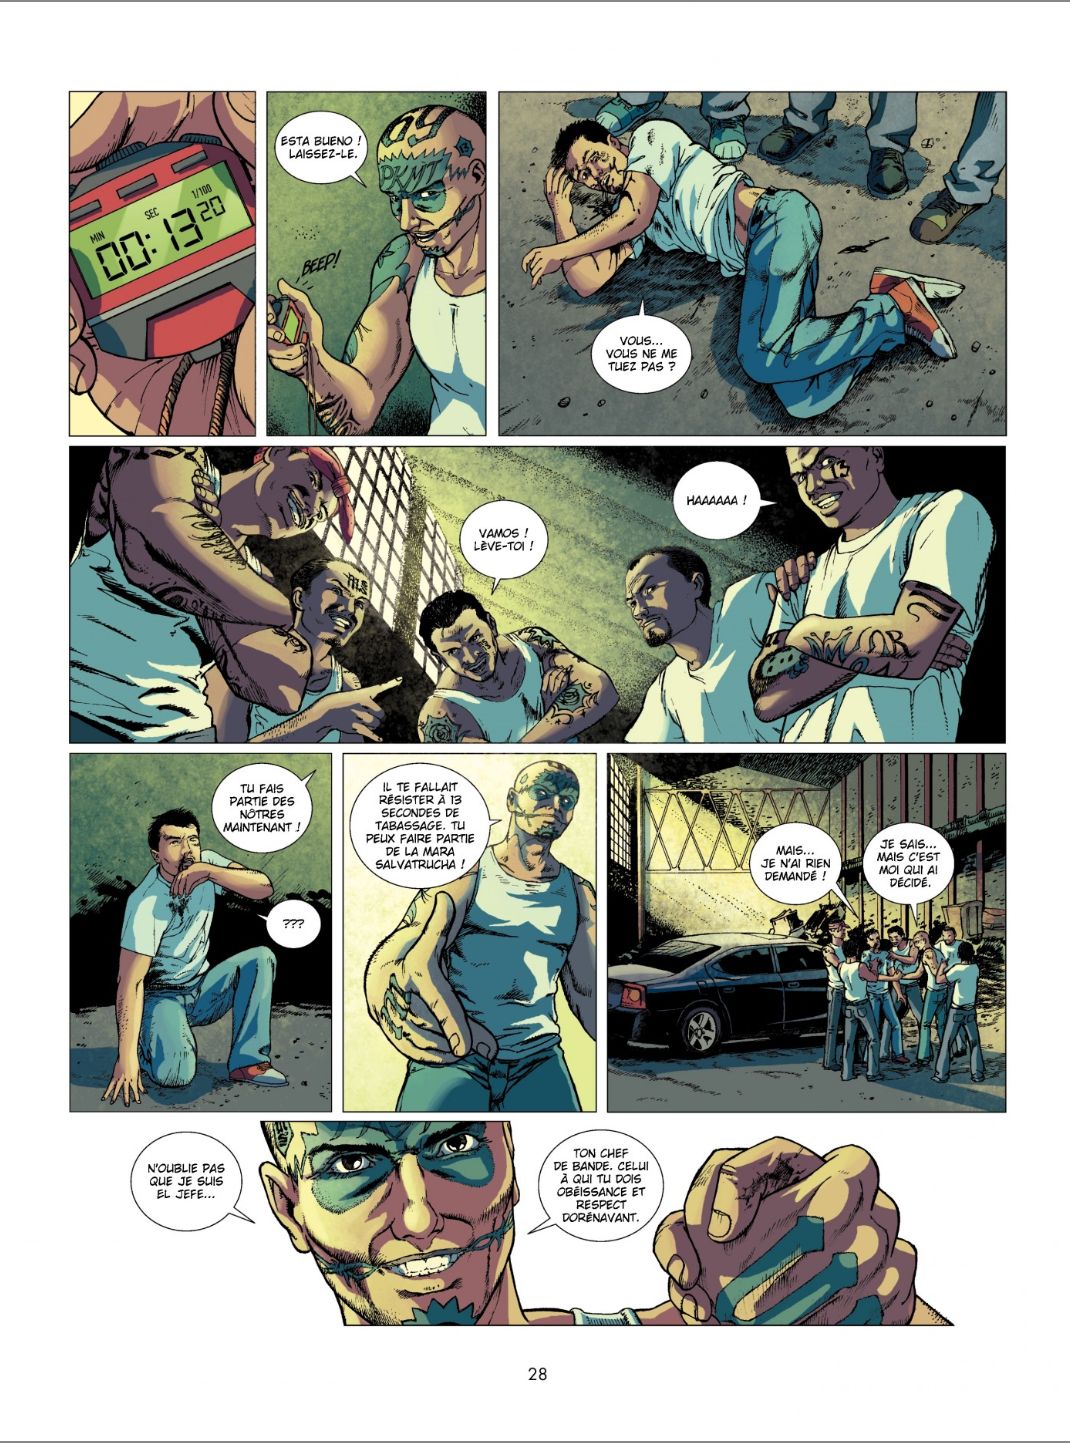 MIN
SEC
1/100
00:13 20
ESTA BUENO !
LAISSEZ-LE.
BEEP!
VOUS...
VOUS NE ME
TUEZ PAS ?
VAMOS !
LÈVE-TOI !
HAAAAAA !
TU FAIS
PARTIE DES
NÔTRES
MAINTENANT !
???
IL TE FALLAIT
RÉSISTER À 13
SECONDES DE
TABASSAGE. TU
PEUX FAIRE PARTIE
DE LA MARA
SALVATRUCHA !
MAIS...
JE N'AI RIEN
DEMANDÉ !
JE SAIS...
MAIS C'EST
MOI QUI AI
DÉCIDÉ.
N'OUBLIE PAS
QUE JE SUIS
EL JEFE...
TON CHEF
DE BANDE. CELUI
À QUI TU DOIS
OBÉISSANCE ET
RESPECT
DORÉNAVANT.
28